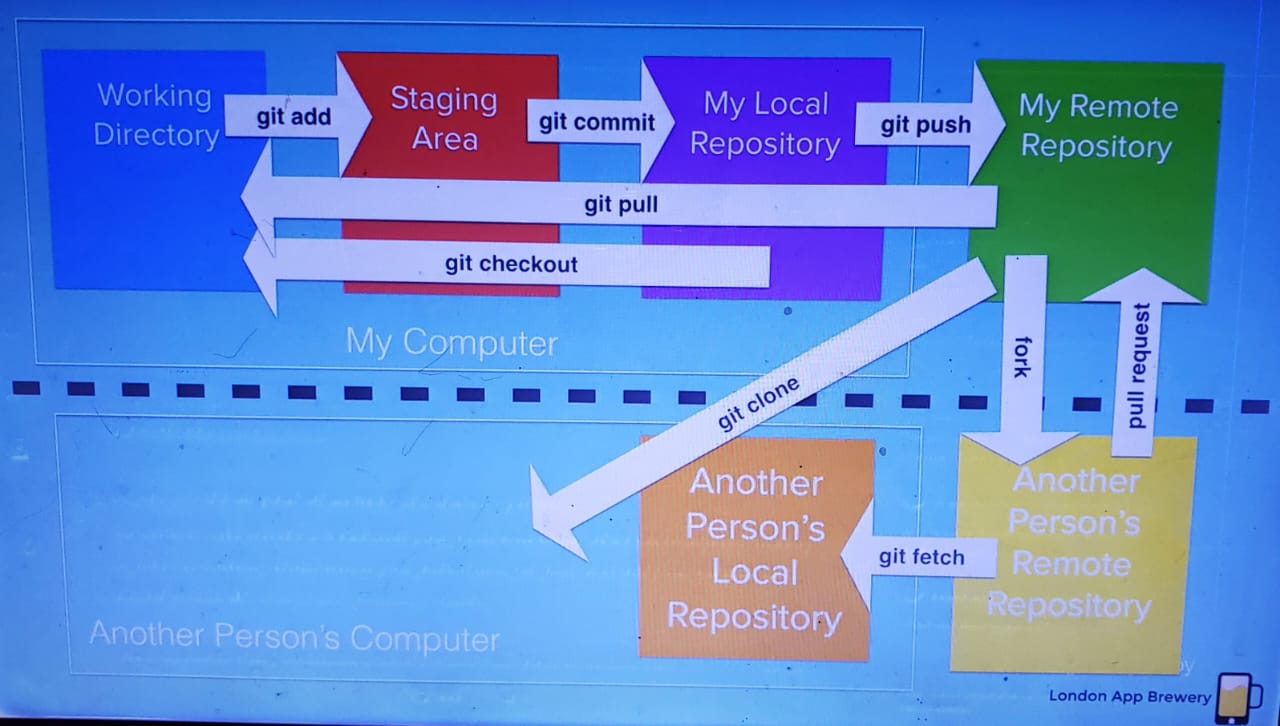 Working
Directory
git add
Staging
Area
git commit
My Local
Repository
git push
My Remote
Repository
git pull
git checkout
My Computer
git clone
fork
pull request
Another
Person's
Local
Repository
git fetch
Another
Person's
Remote
Repository
Another Person's Computer
London App Brewery